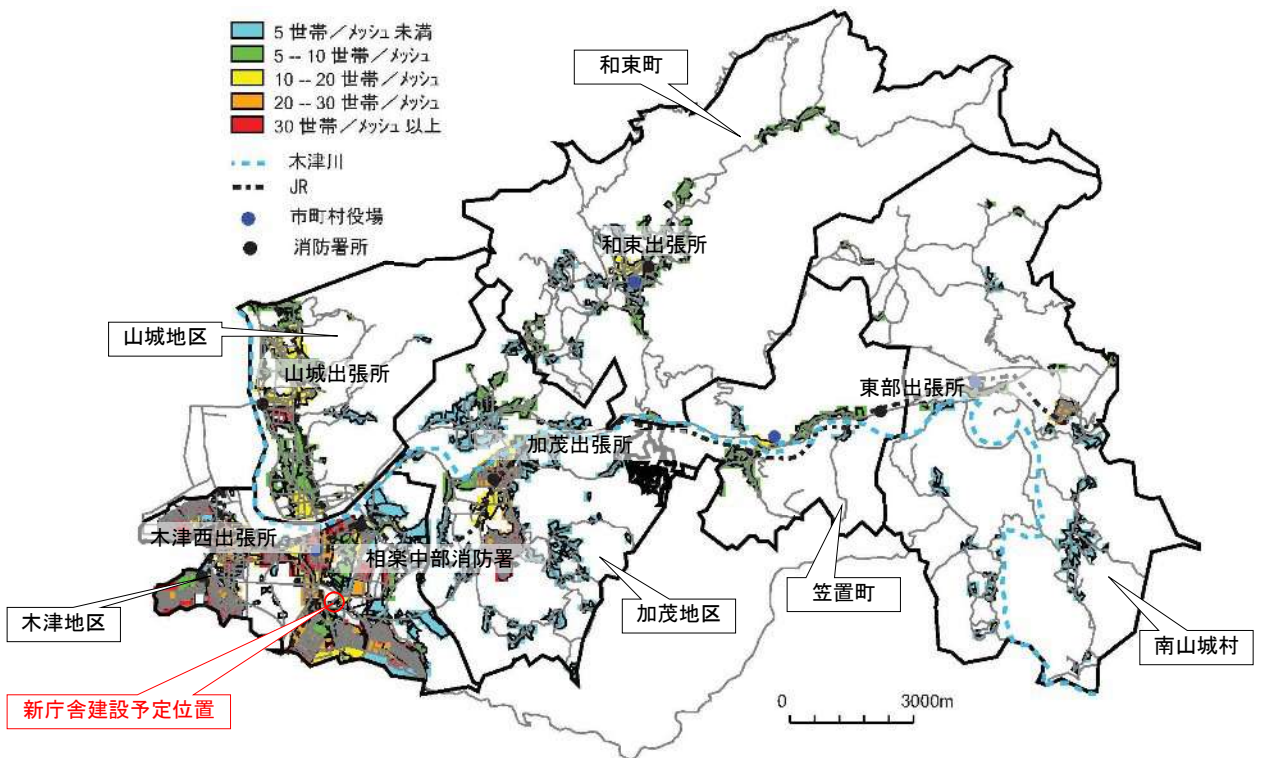 5 世帯／メッシュ 未満
5 -- 10 世帯／メッシュ
10 -- 20 世帯／メッシュ
20 -- 30 世帯／メッシュ
30 世帯／メッシュ 以上
木津川
JR
市町村役場
消防署所
和束町
和束出張所
山城地区
山城出張所
東部出張所
加茂出張所
木津西出張所
相楽中部消防署
木津地区
加茂地区
笠置町
南山城村
新庁舎建設予定位置
0 3000m